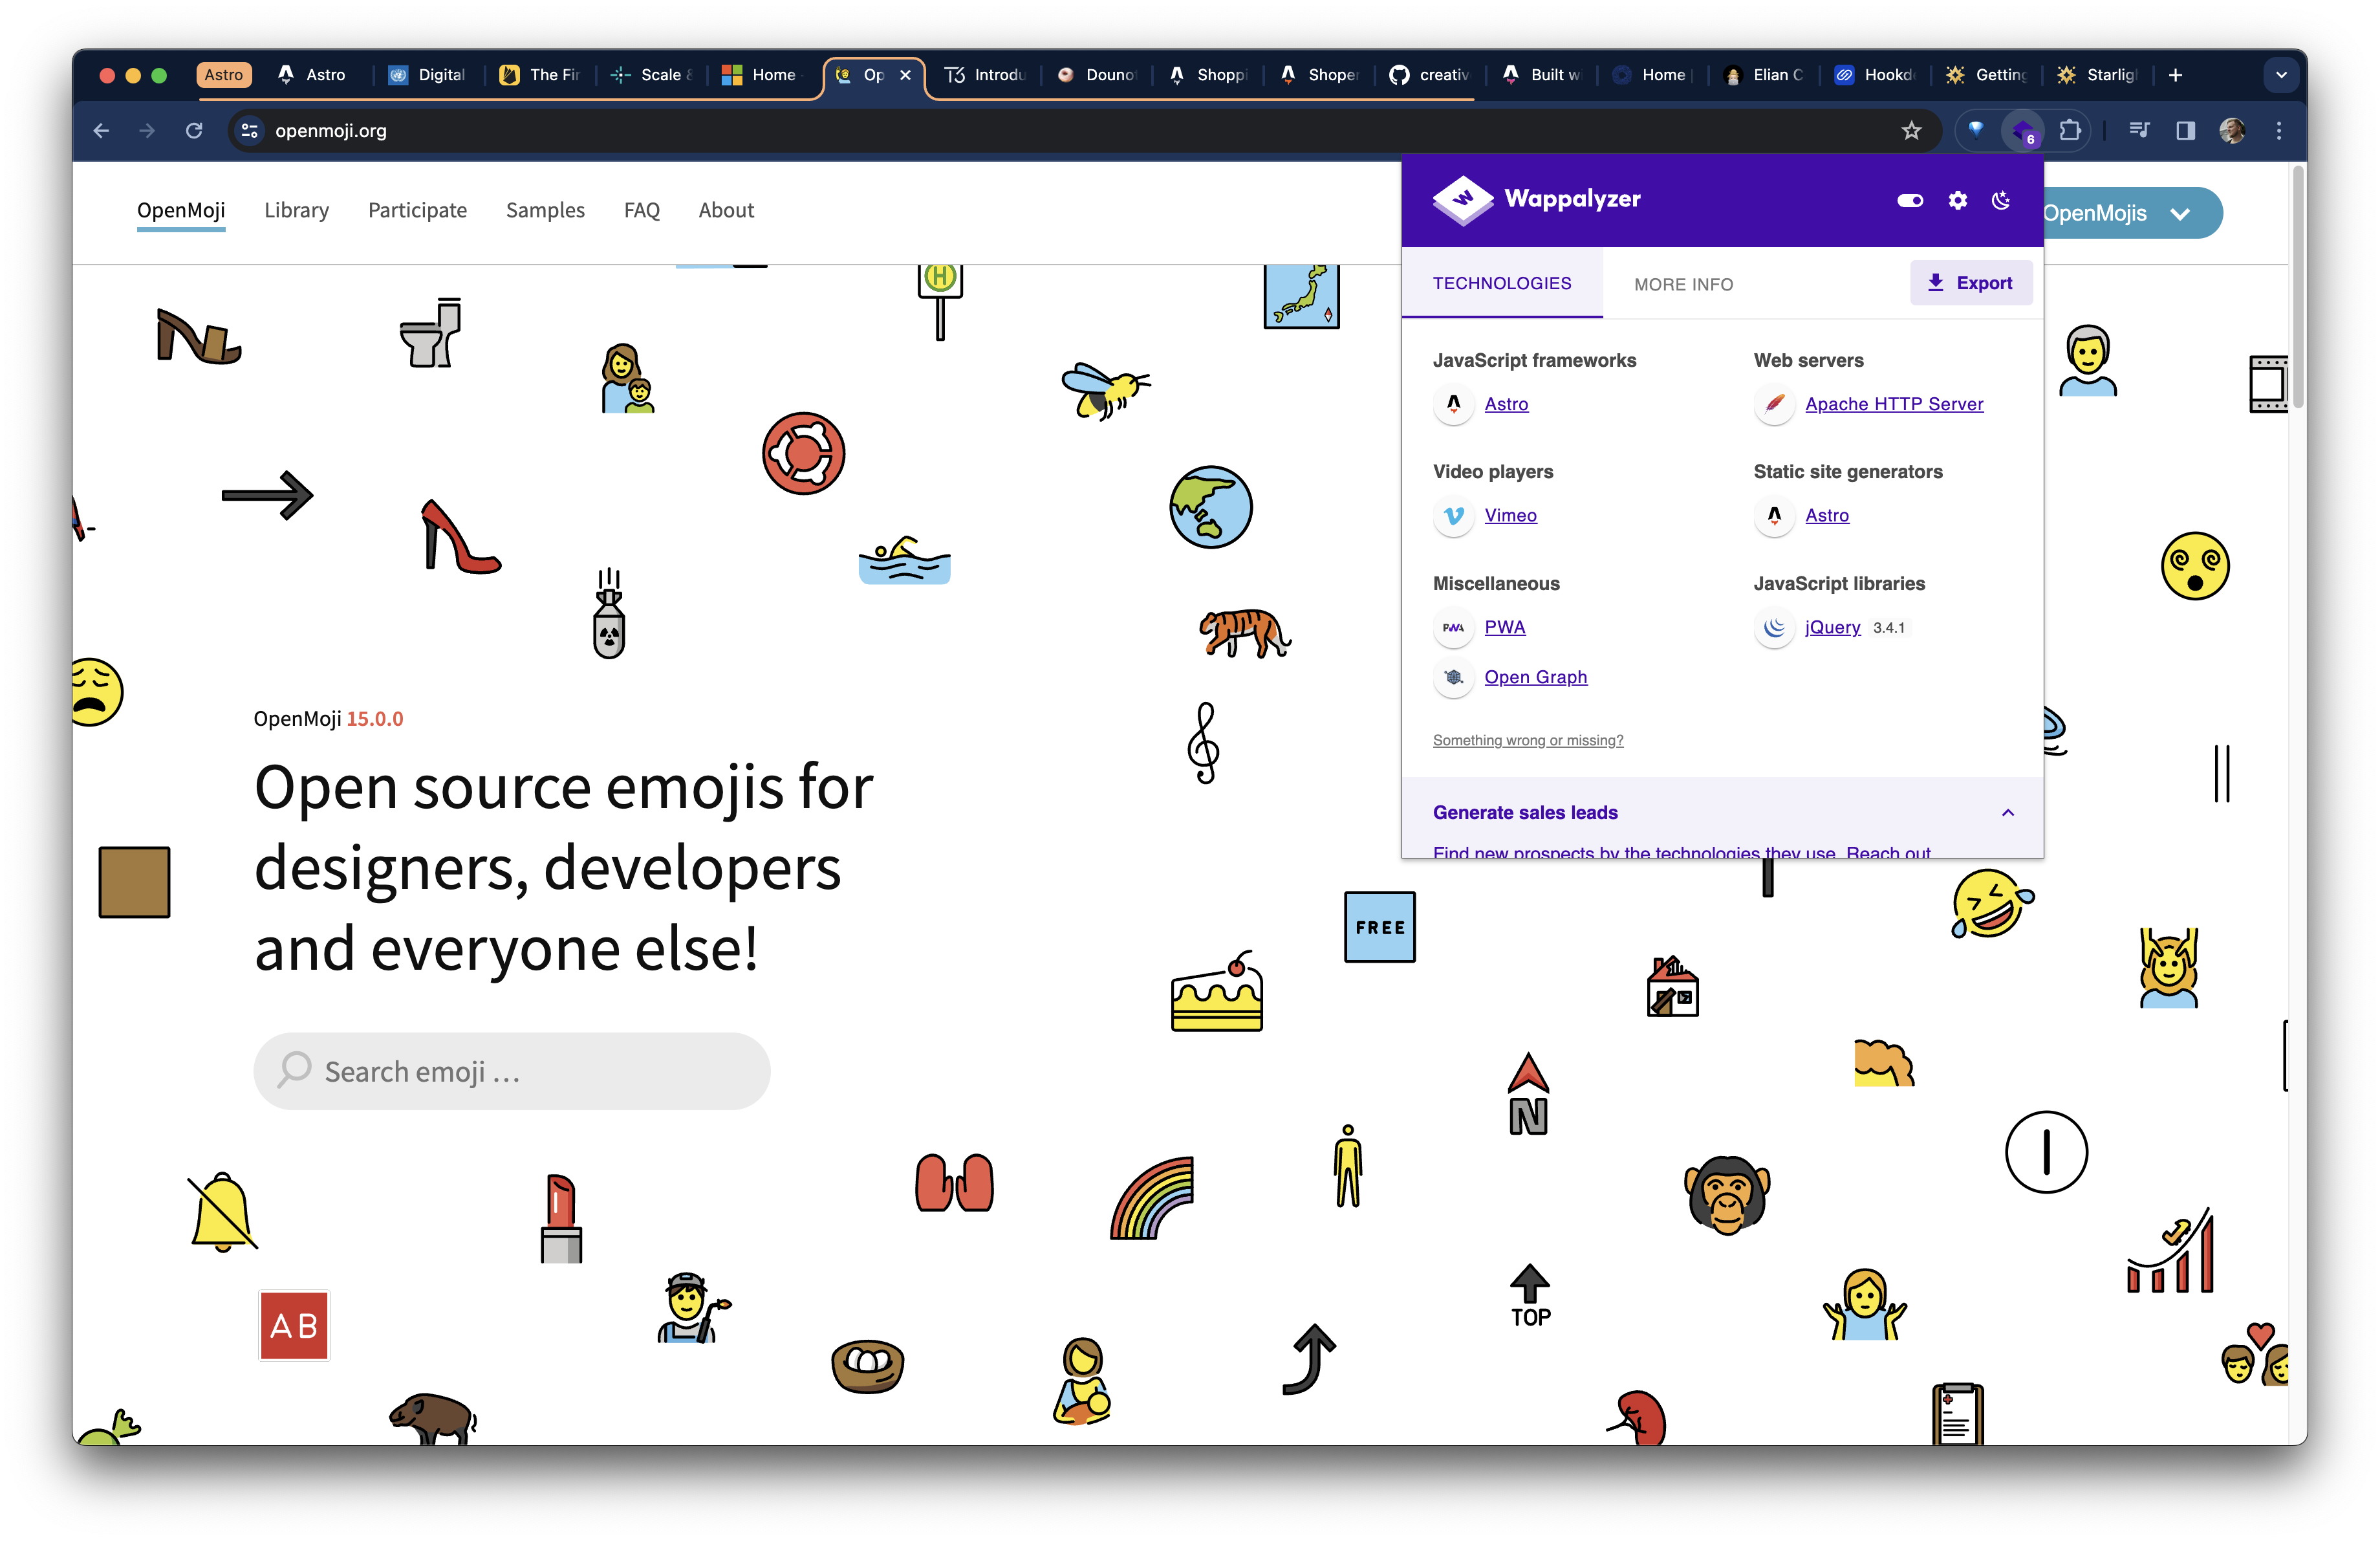 Astro
Astro
Digital
The Fir
Scale &
Home
Op
Introdu
Douno
Shoppi
Shoper
creativ
Built w
Home
Elian C
Hookd
Getting
Starlig
openmoji.org
6
OpenMoji
Library
Participate
Samples
FAQ
About
OpenMojis
Wappalyzer
TECHNOLOGIES
MORE INFO
Export
JavaScript frameworks
Astro
Web servers
Apache HTTP Server
Video players
Vimeo
Static site generators
Astro
Miscellaneous
PWA
PWA
Open Graph
JavaScript libraries
jQuery 3.4.1
Something wrong or missing?
Generate sales leads
Find new prospects by the technologies they use. Reach out
H
OpenMoji 15.0.0
Open source emojis for
designers, developers
and everyone else!
Search emoji …
FREE
N
TOP
AB